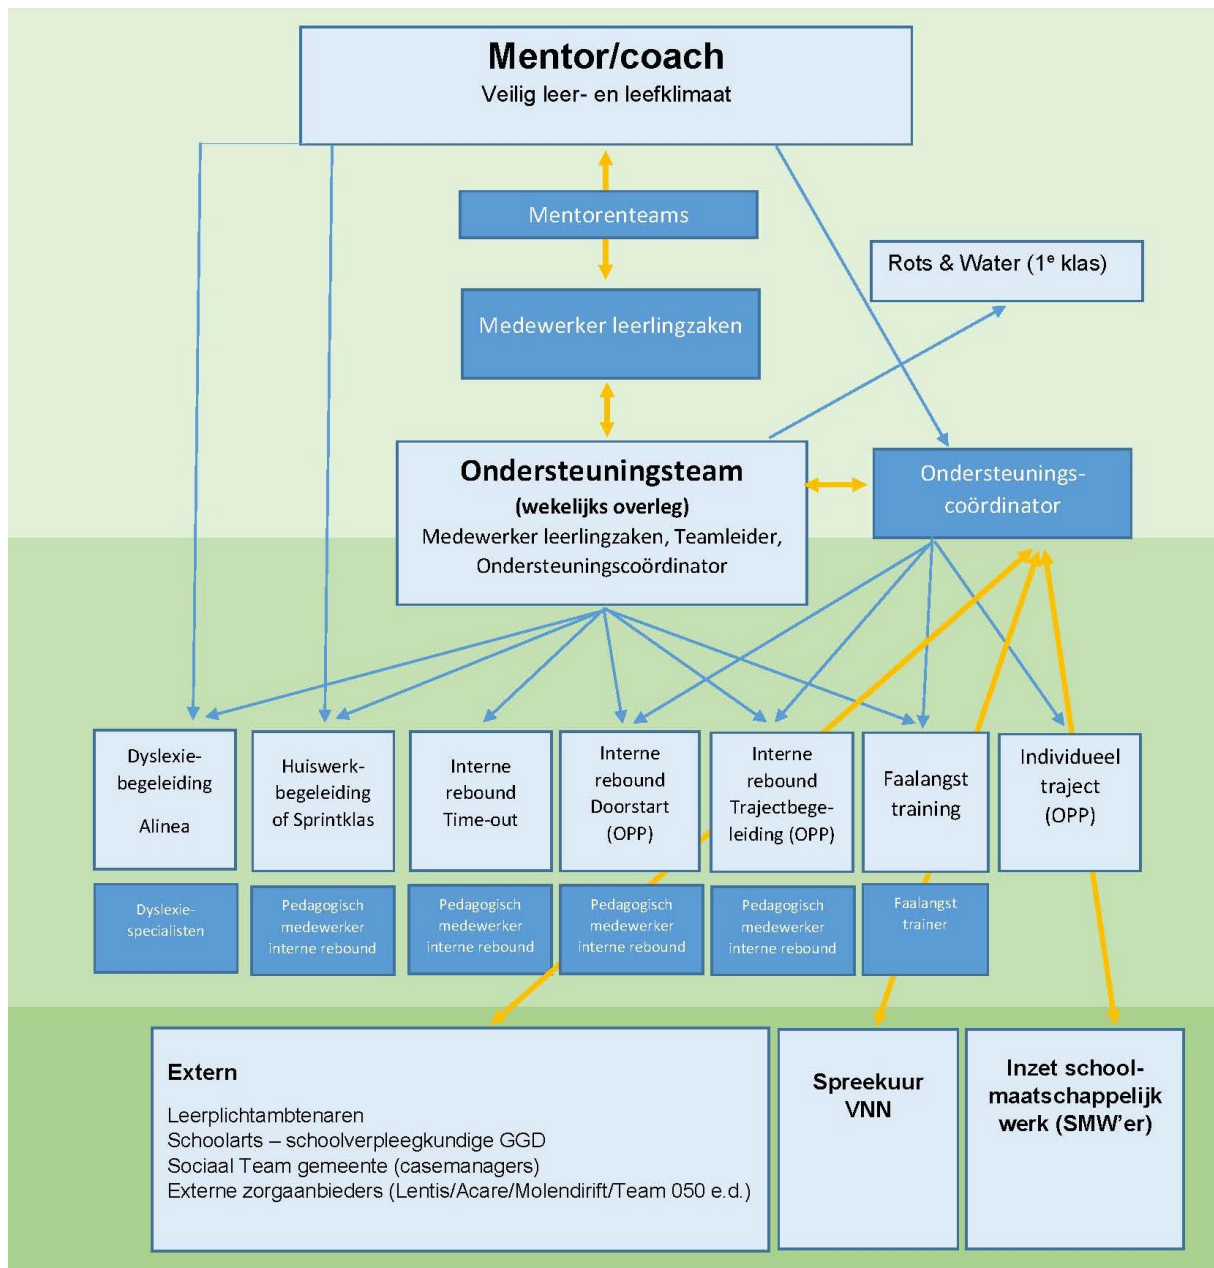 Mentor/coach
Veilig leer- en leefklimaat
Mentorenteams
Rots & Water (1e klas)
Medewerker leerlingzaken
Ondersteuningsteam
(wekelijks overleg)
Medewerker leerlingzaken, Teamleider,
Ondersteuningscoördinator
Ondersteunings-
coördinator
Dyslexie-
begeleiding
Alinea
Huiswerk-
begeleiding
of Sprintklas
Interne
rebound
Time-out
Interne
rebound
Doorstart
(OPP)
Interne
rebound
Trajectbege-
leiding (OPP)
Faalangst
training
Individueel
traject
(OPP)
Dyslexie-
specialisten
Pedagogisch
medewerker
interne rebound
Pedagogisch
medewerker
interne rebound
Pedagogisch
medewerker
interne rebound
Pedagogisch
medewerker
interne rebound
Faalangst
trainer
Extern
Leerplichtambtenaren
Schoolarts – schoolverpleegkundige GGD
Sociaal Team gemeente (casemanagers)
Externe zorgaanbieders (Lentis/Acare/Molendirift/Team 050 e.d.)
Spreekuur
VNN
Inzet school-
maatschappelijk
werk (SMW'er)